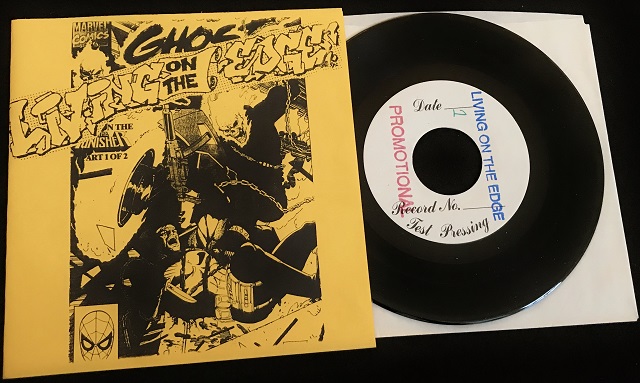 MARVEL
COMICS
GHOS
LIVING ON THE EDGE!
IN THE
PUNISHER
PART 1 OF 2
Date
LIVING ON THE EDGE
PROMOTIONAL
Record No.
Test Pressing